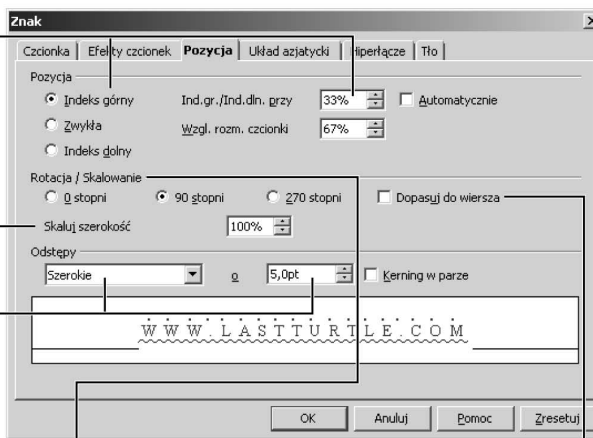 Znak
Czcionka Efekty czcionek Pozycja Układ azjatycki Hiperłącze Tło
Pozycja
Indeks górny Ind.gr./Ind.dln. przy 33% Automatycznie
Zwykła Wzgl. rozm. czcionki 67%
Indeks dolny
Rotacja / Skalowanie
0 stopni 90 stopni 270 stopni Dopasuj do wiersza
Skaluj szerokość 100%
Odstępy
Szerokie o 5,0pt Kerning w parze
WWW.LASTTURTLE.COM
OK Anuluj Pomoc Zresetuj